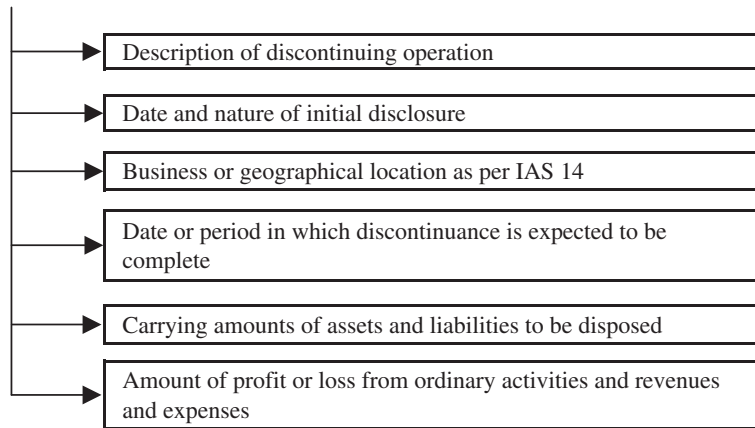 Description of discontinuing operation
Date and nature of initial disclosure
Business or geographical location as per IAS 14
Date or period in which discontinuance is expected to be
complete
Carrying amounts of assets and liabilities to be disposed
Amount of profit or loss from ordinary activities and revenues
and expenses